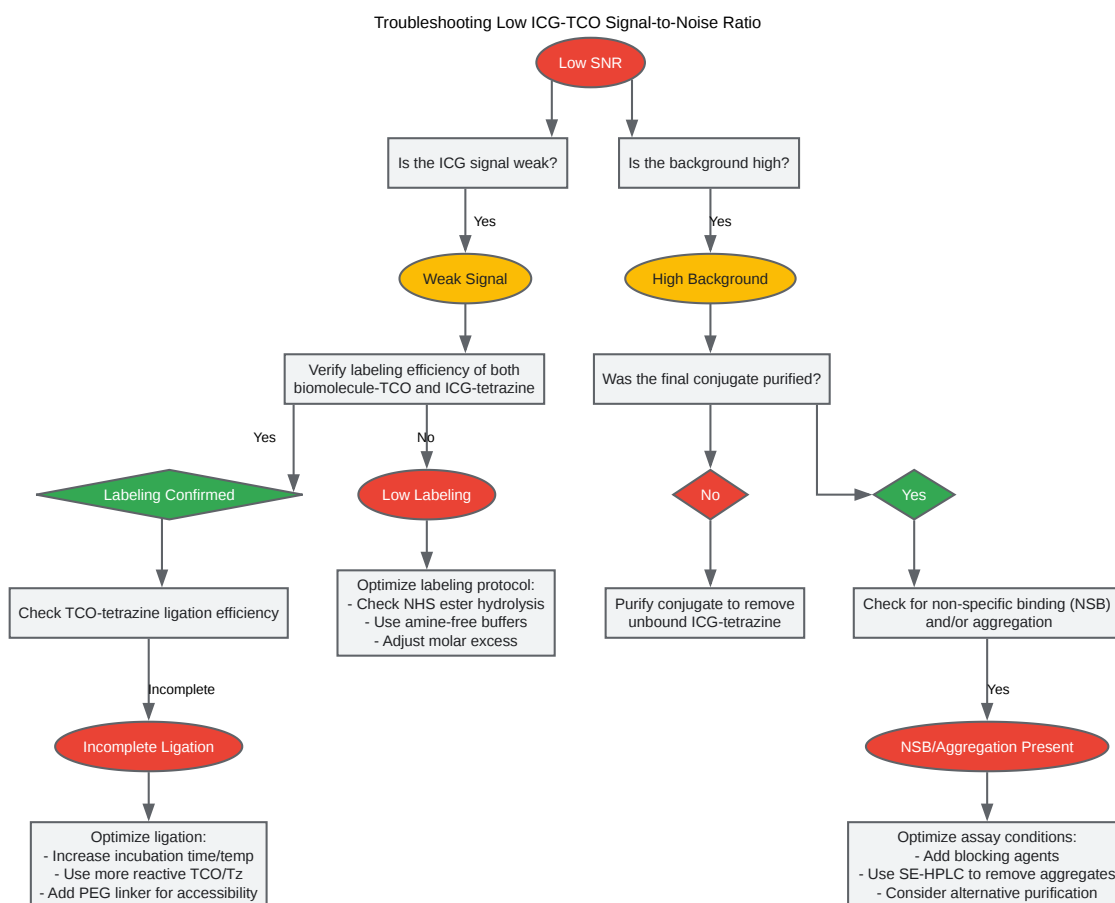 Troubleshooting Low ICG-TCO Signal-to-Noise Ratio
Low SNR
Is the ICG signal weak?
Is the background high?
Yes
Yes
Weak Signal
High Background
Verify labeling efficiency of both
biomolecule-TCO and ICG-tetrazine
Was the final conjugate purified?
Yes
No
Labeling Confirmed
Low Labeling
No
Yes
Check TCO-tetrazine ligation efficiency
Optimize labeling protocol:
- Check NHS ester hydrolysis
- Use amine-free buffers
- Adjust molar excess
Purify conjugate to remove
unbound ICG-tetrazine
Check for non-specific binding (NSB)
and/or aggregation
Incomplete
Yes
Incomplete Ligation
NSB/Aggregation Present
Optimize ligation:
- Increase incubation time/temp
- Use more reactive TCO/Tz
- Add PEG linker for accessibility
Optimize assay conditions:
- Add blocking agents
- Use SE-HPLC to remove aggregates
- Consider alternative purification